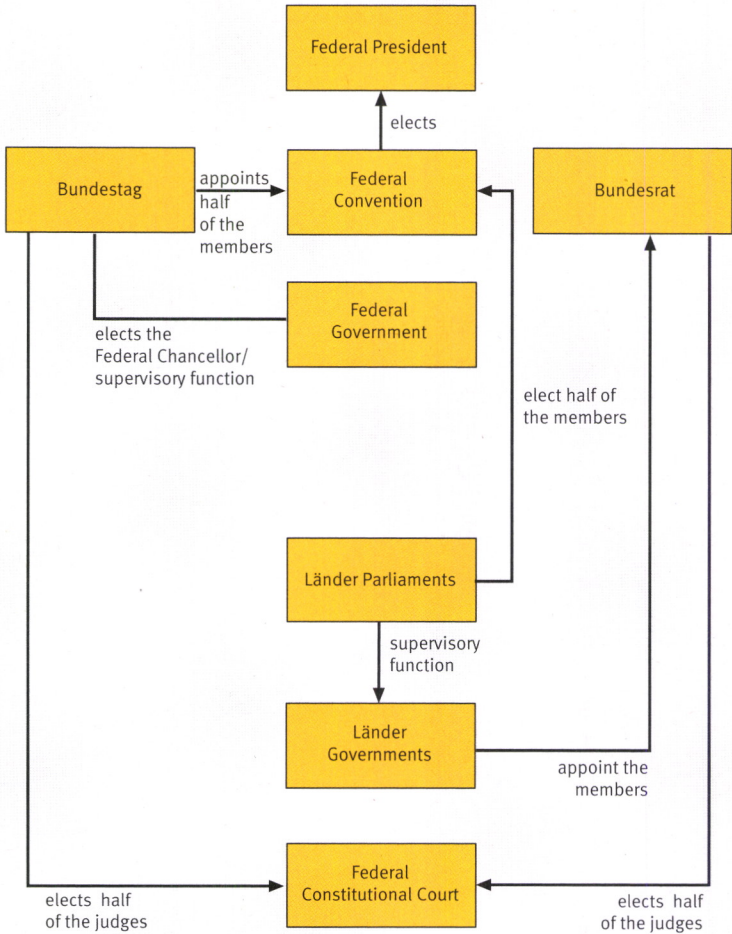 Federal President
elects
Bundestag
appoints
half
of the
members
Federal
Convention
Bundesrat
elects the
Federal Chancellor/
supervisory function
Federal
Government
elect half of
the members
Länder Parliaments
supervisory
function
Länder
Governments
appoint the
members
Federal
Constitutional Court
elects half
of the judges
elects half
of the judges